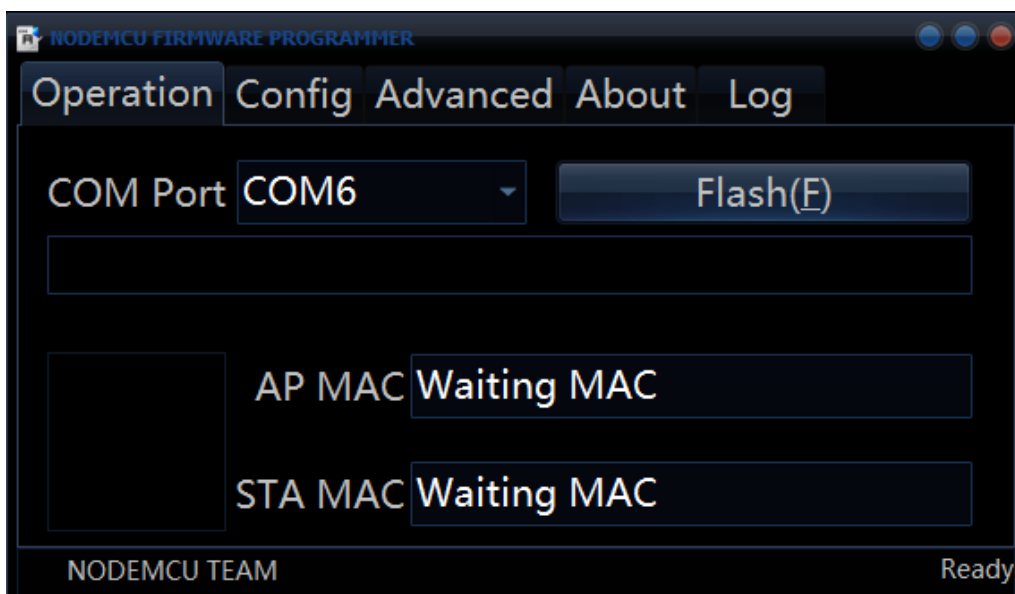 NODEMCU FIRMWARE PROGRAMMER
Operation Config Advanced About Log
COM Port COM6 Flash(F)
AP MAC Waiting MAC
STA MAC Waiting MAC
NODEMCU TEAM Ready